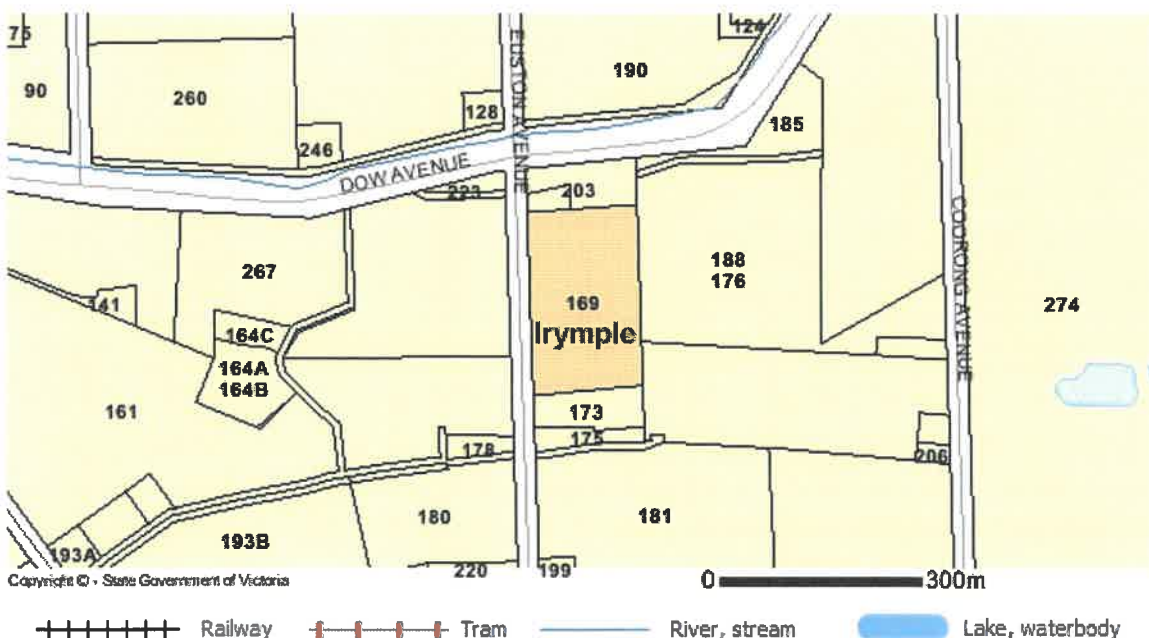 75
124
90
260
EUSTON AVENUE
190
128
185
246
DOW AVENUE
223
203
COORONG AVENUE
267
188
176
274
141
169
Irymple
164C
164A
164B
161
173
175
178
206
180
181
193B
193A
220
199
Copyright © - State Government of Victoria
0 300m
Railway Tram River, stream Lake, waterbody